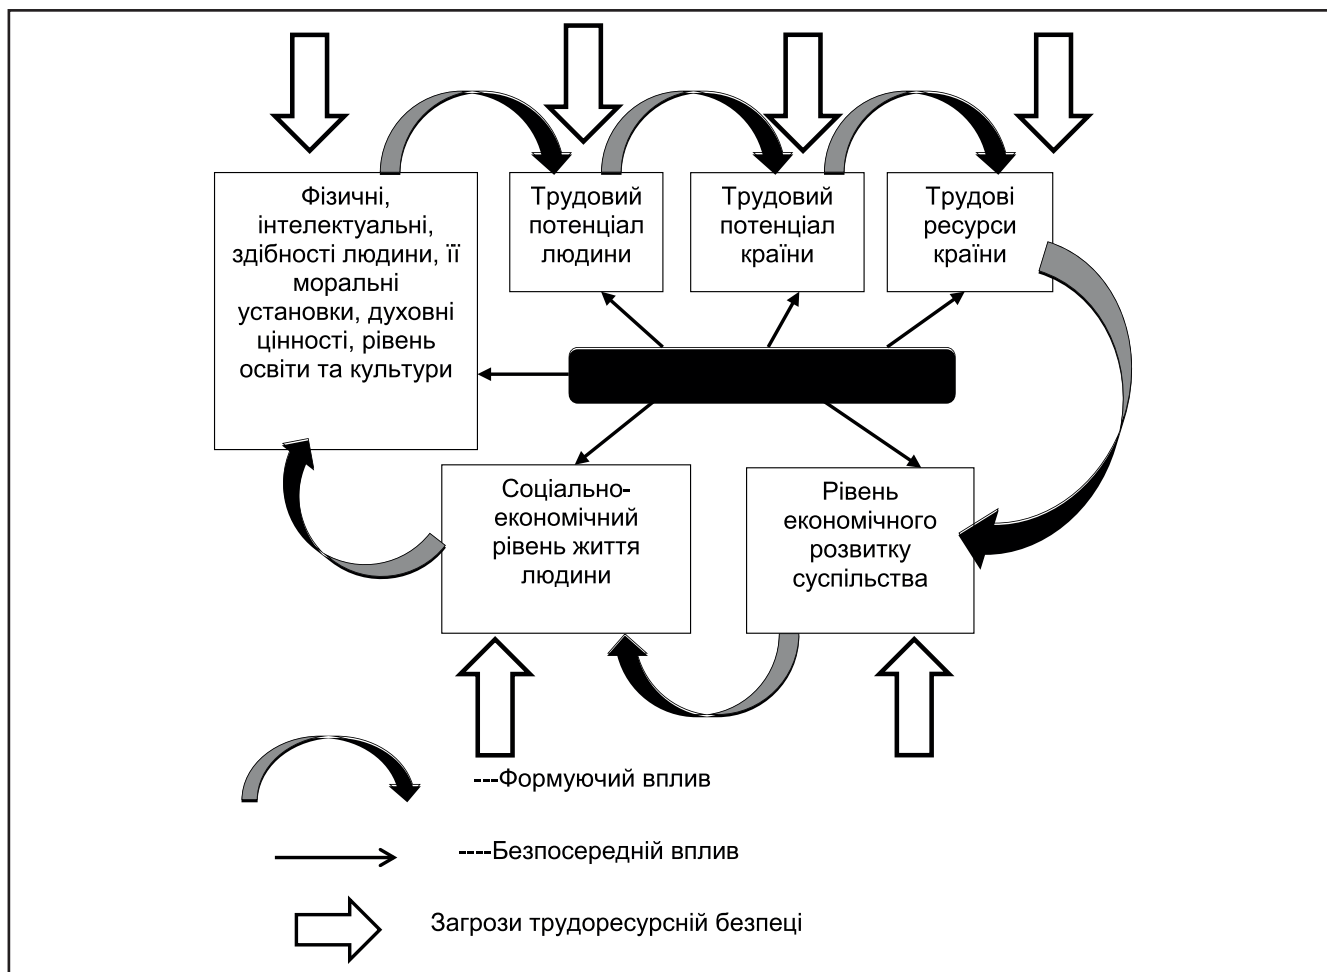 Фізичні,
інтелектуальні,
здібності людини, її
моральні
установки, духовні
цінності, рівень
освіти та культури
Трудовий
потенціал
людини
Трудовий
потенціал
країни
Трудові
ресурси
країни
Соціально-
економічний
рівень життя
людини
Рівень
економічного
розвитку
суспільства
---Формуючий вплив
----Безпосередній вплив
Загрози трудоресурсній безпеці